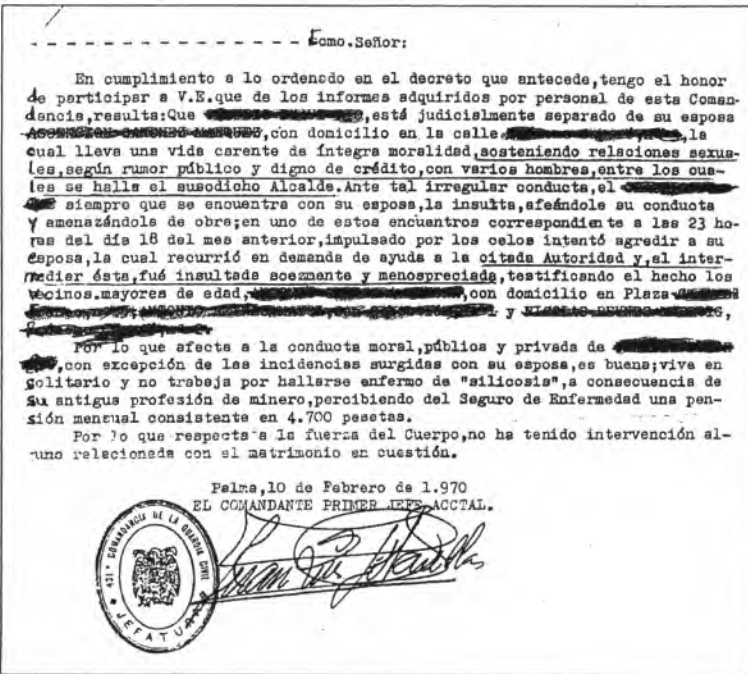 - - - - - - - - - - - - - - - - Ecmo.Señor:
En cumplimiento a lo ordenado en el decreto que antecede,tengo el honor
de participar a V.E.que de los informes adquiridos por personal de esta Coman-
dancia,resulta:Que ,está judicialmente separado de su esposa
,con domicilio en la calle ,la
cual lleva una vida carente de íntegra moralidad,sosteniendo relaciones sexua-
les,según rumor público y digno de crédito,con varios hombres,entre los cua-
les se halla el susodicho Alcalde.Ante tal irregular conducta,el
siempre que se encuentra con su esposa,la insulta,afeándole su conducta
y amenazándola de obra;en uno de estos encuentros correspondiente a las 23 ho-
ras del día 18 del mes anterior,impulsado por los celos intentó agredir a su
esposa,la cual recurrió en demanda de ayuda a la citada Autoridad y,al inter-
mediar ésta,fué insultada soezmente y menospreciada,testificando el hecho los
vecinos.mayores de edad, ,con domicilio en Plaza
y ,
Por lo que afecta a la conducta moral,pública y privada de
,con excepción de las incidencias surgidas con su esposa,es buena;vive en
solitario y no trabaja por hallarse enfermo de "silicosis",a consecuencia de
su antigua profesión de minero,percibiendo del Seguro de Enfermedad una pen-
sión mensual consistente en 4.700 pesetas.
Por lo que respecta a la fuerza del Cuerpo,no ha tenido intervención al-
guna relacionada con el matrimonio en cuestión.
Palma,10 de Febrero de 1.970
EL COMANDANTE PRIMER JEFE ACCTAL.
431ª COMANDANCIA DE LA GUARDIA CIVIL
JEFATURA